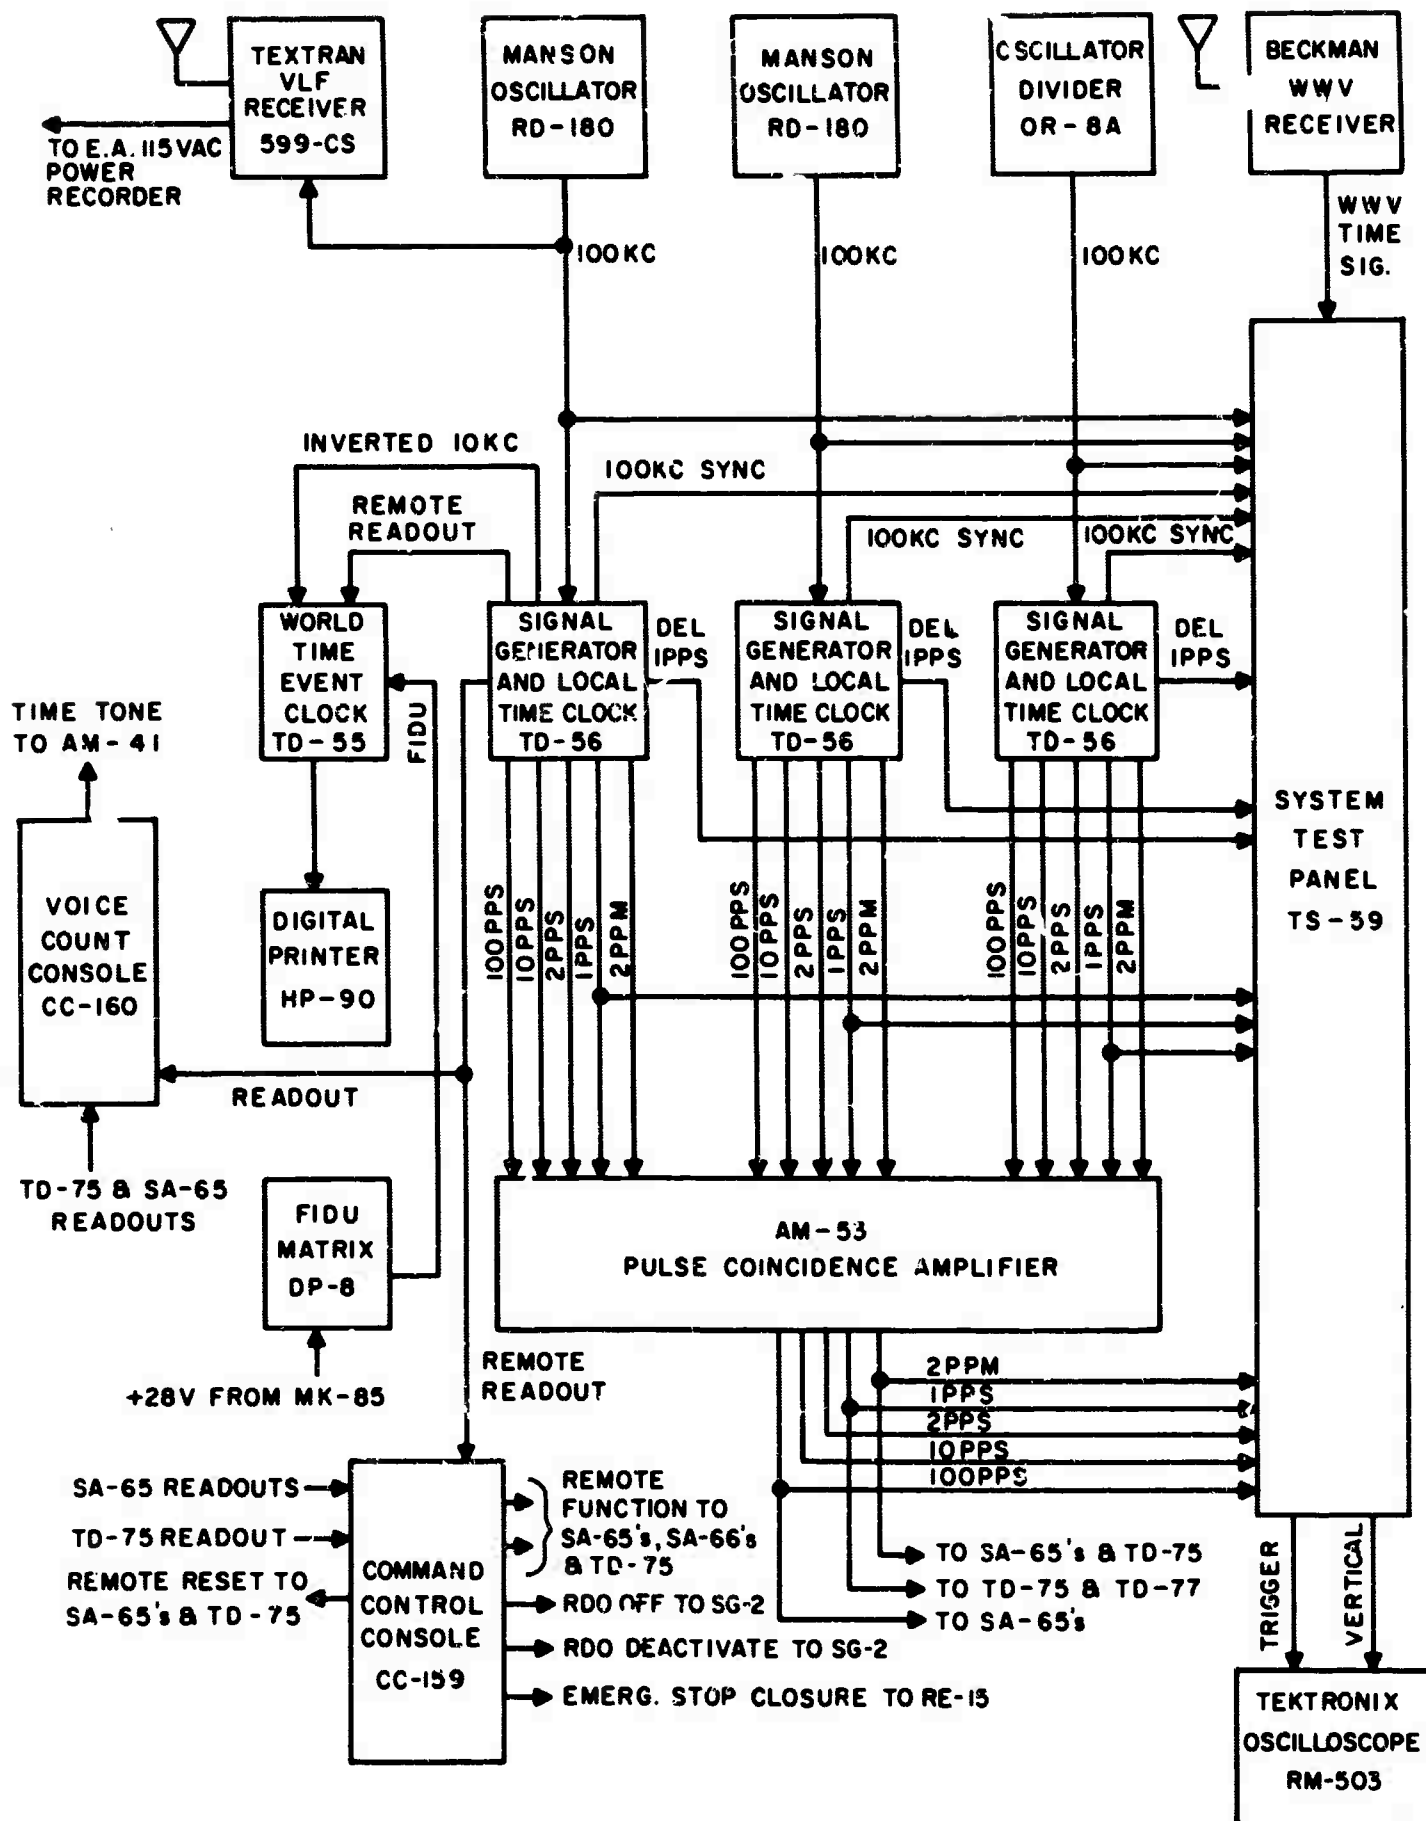 TEXTRAN
VLF
RECEIVER
599-CS
MANSON
OSCILLATOR
RD-180
MANSON
OSCILLATOR
RD-180
OSCILLATOR
DIVIDER
OR-8A
BECKMAN
WWV
RECEIVER
TO E.A. 115VAC
POWER
RECORDER
100KC
100KC
100KC
WWV
TIME
SIG.
INVERTED 10KC
100KC SYNC
REMOTE
READOUT
100KC SYNC
100KC SYNC
WORLD
TIME
EVENT
CLOCK
TD-55
SIGNAL
GENERATOR
AND LOCAL
TIME CLOCK
TD-56
DEL
1PPS
SIGNAL
GENERATOR
AND LOCAL
TIME CLOCK
TD-56
DEL
1PPS
SIGNAL
GENERATOR
AND LOCAL
TIME CLOCK
TD-56
DEL
1PPS
FIDU
TIME TONE
TO AM-41
SYSTEM
TEST
PANEL
TS-59
VOICE
COUNT
CONSOLE
CC-160
DIGITAL
PRINTER
HP-90
100PPS
10PPS
2PPS
1PPS
2PPM
100PPS
10PPS
2PPS
1PPS
2PPM
100PPS
10PPS
2PPS
1PPS
2PPM
READOUT
TD-75 & SA-65
READOUTS
FIDU
MATRIX
DP-8
AM-53
PULSE COINCIDENCE AMPLIFIER
+28V FROM MK-85
REMOTE
READOUT
2PPM
1PPS
2PPS
10PPS
100PPS
SA-65 READOUTS
TD-75 READOUT
REMOTE RESET TO
SA-65's & TD-75
COMMAND
CONTROL
CONSOLE
CC-159
REMOTE
FUNCTION TO
SA-65's, SA-66's
& TD-75
RDO OFF TO SG-2
RDO DEACTIVATE TO SG-2
EMERG. STOP CLOSURE TO RE-15
TO SA-65's & TD-75
TO TD-75 & TD-77
TO SA-65's
TRIGGER
VERTICAL
TEKTRONIX
OSCILLOSCOPE
RM-503